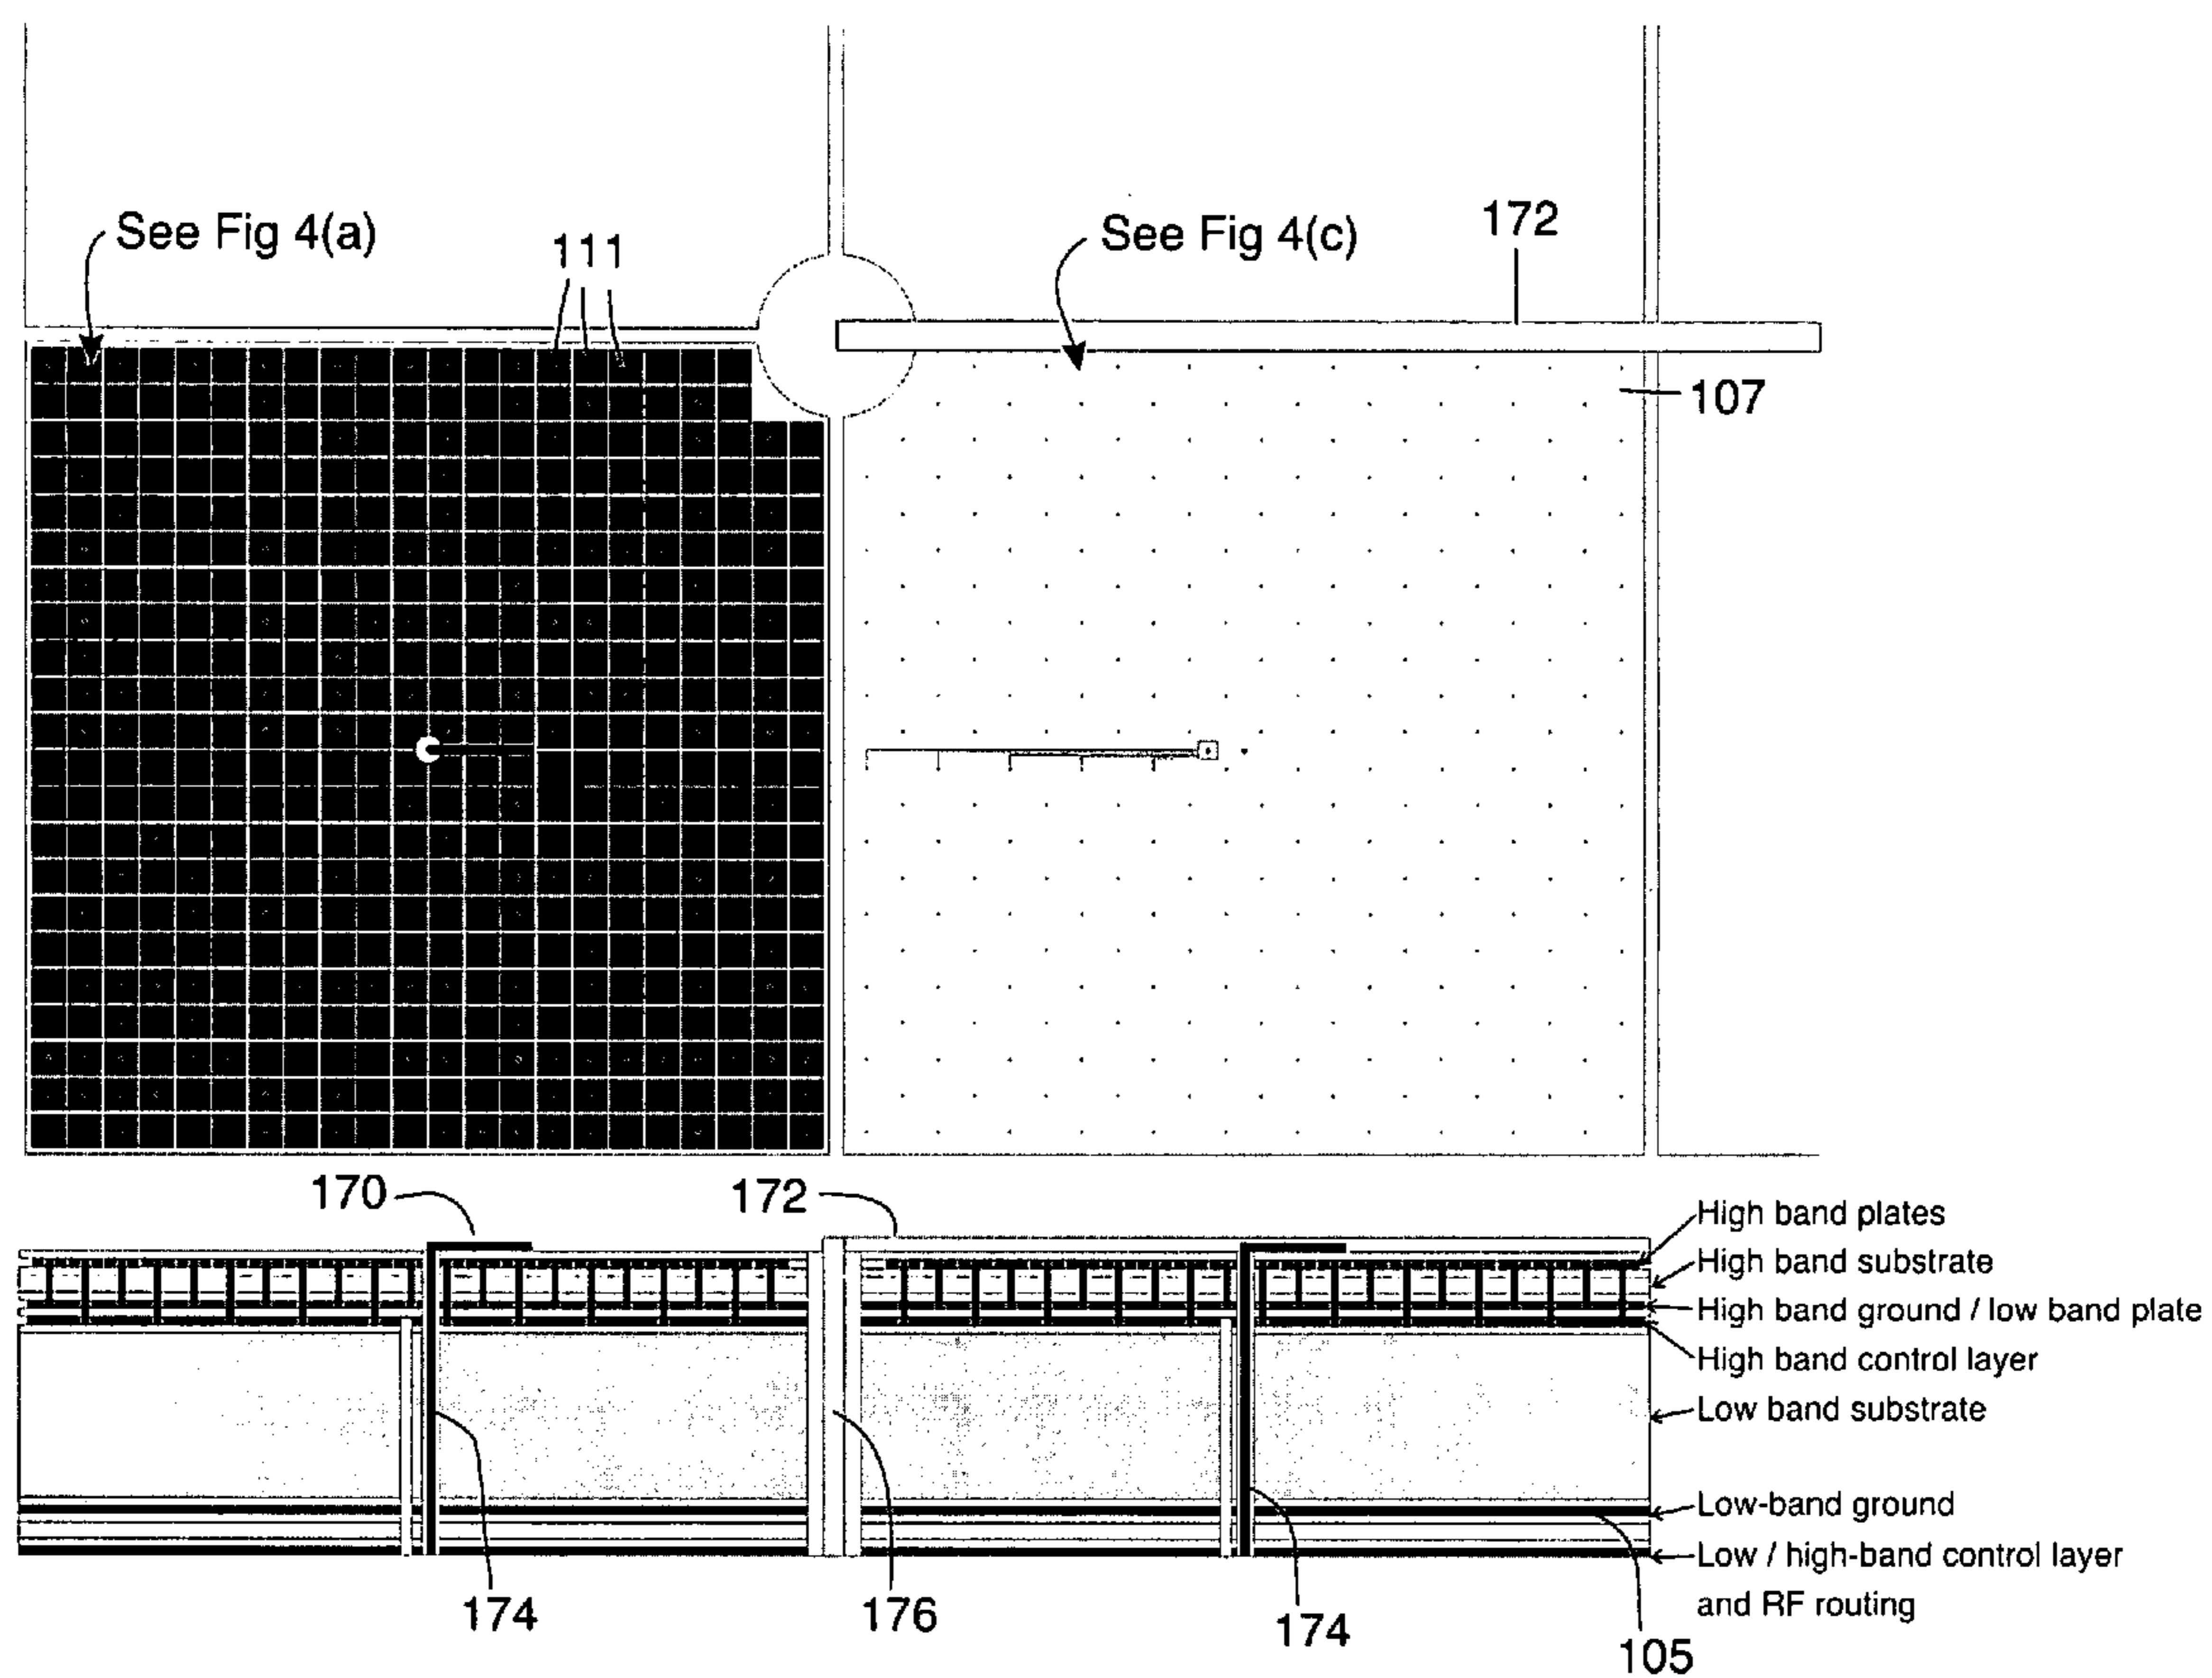 See Fig 4(a)
111
See Fig 4(c)
172
107
170
172
High band plates
High band substrate
High band ground / low band plate
High band control layer
Low band substrate
Low-band ground
Low / high-band control layer
and RF routing
174
176
174
105